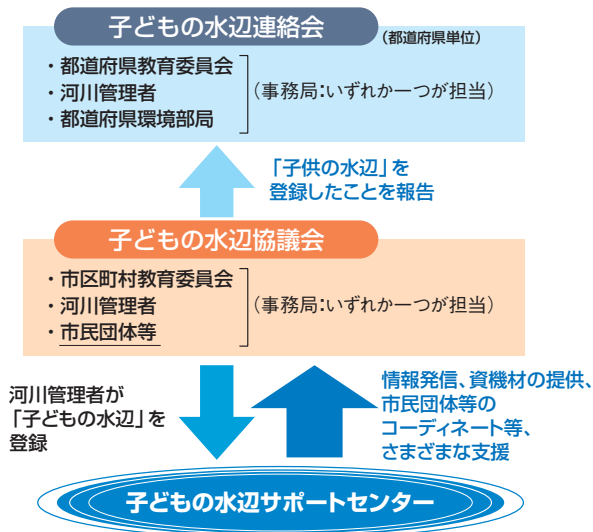 子どもの水辺連絡会
(都道府県単位)
・都道府県教育委員会
・河川管理者
・都道府県環境部局
(事務局:いずれか一つが担当)
「子供の水辺」を
登録したことを報告
子どもの水辺協議会
・市区町村教育委員会
・河川管理者
・市民団体等
(事務局:いずれか一つが担当)
河川管理者が
「子どもの水辺」を
登録
情報発信、資機材の提供、
市民団体等の
コーディネート等、
さまざまな支援
子どもの水辺サポートセンター